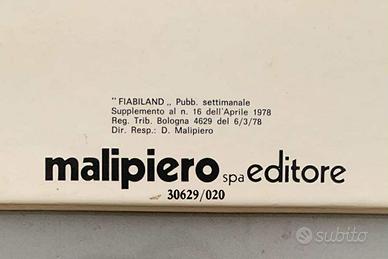 "FIABILAND„ Pubb. settimanale
Supplemento al n. 16 dell'Aprile 1978
Reg. Trib. Bologna 4629 del 6/3/78
Dir. Resp.: D. Malipiero
malipiero spa editore
30629/020
subito